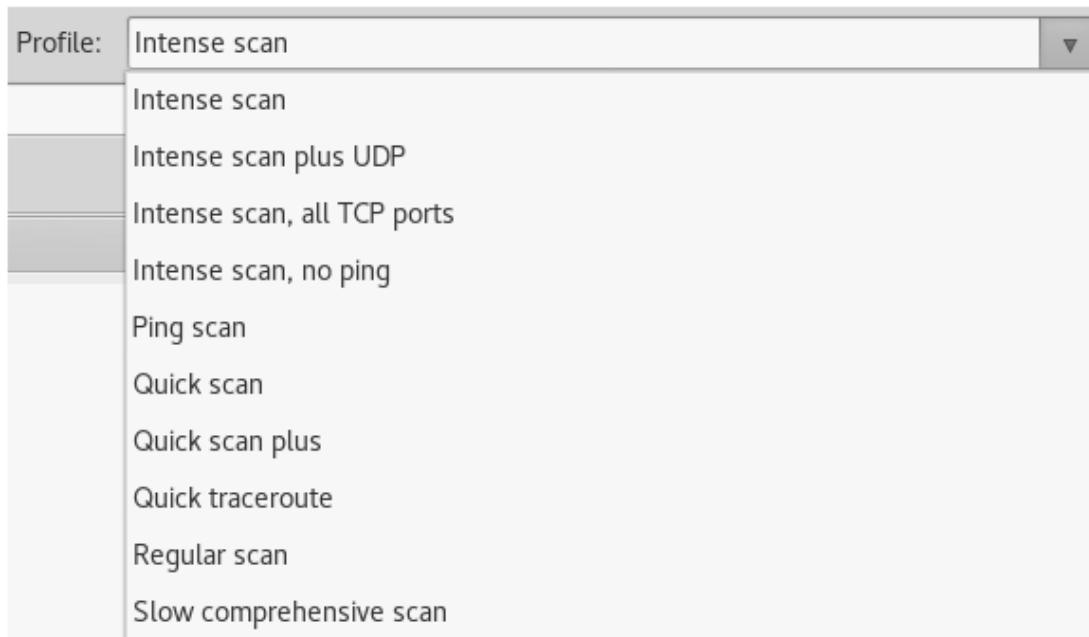 Profile: Intense scan
Intense scan
Intense scan plus UDP
Intense scan, all TCP ports
Intense scan, no ping
Ping scan
Quick scan
Quick scan plus
Quick traceroute
Regular scan
Slow comprehensive scan